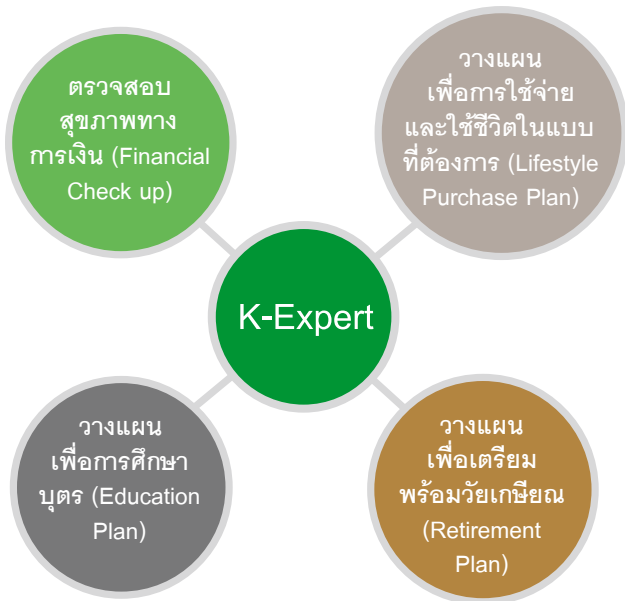 ตรวจสอบ
สุขภาพทาง
การเงิน (Financial
Check up)
วางแผน
เพื่อการใช้จ่าย
และใช้ชีวิตในแบบ
ที่ต้องการ (Lifestyle
Purchase Plan)
K-Expert
วางแผน
เพื่อการศึกษา
บุตร (Education
Plan)
วางแผน
เพื่อเตรียม
พร้อมวัยเกษียณ
(Retirement
Plan)